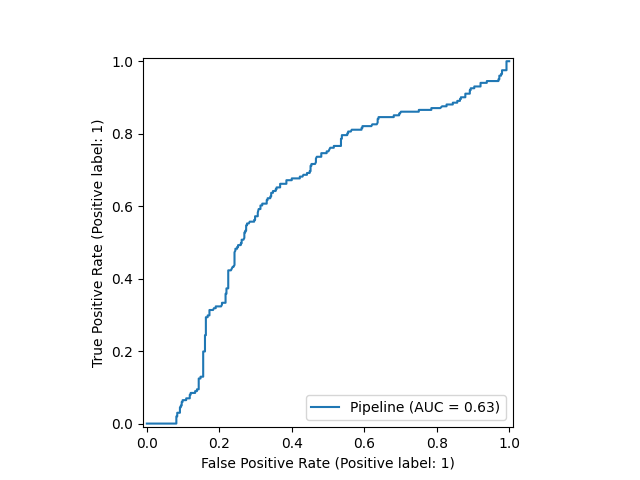 1.0
0.8
0.6
0.4
0.2
0.0
True Positive Rate (Positive label: 1)
Pipeline (AUC = 0.63)
0.0 0.2 0.4 0.6 0.8 1.0
False Positive Rate (Positive label: 1)